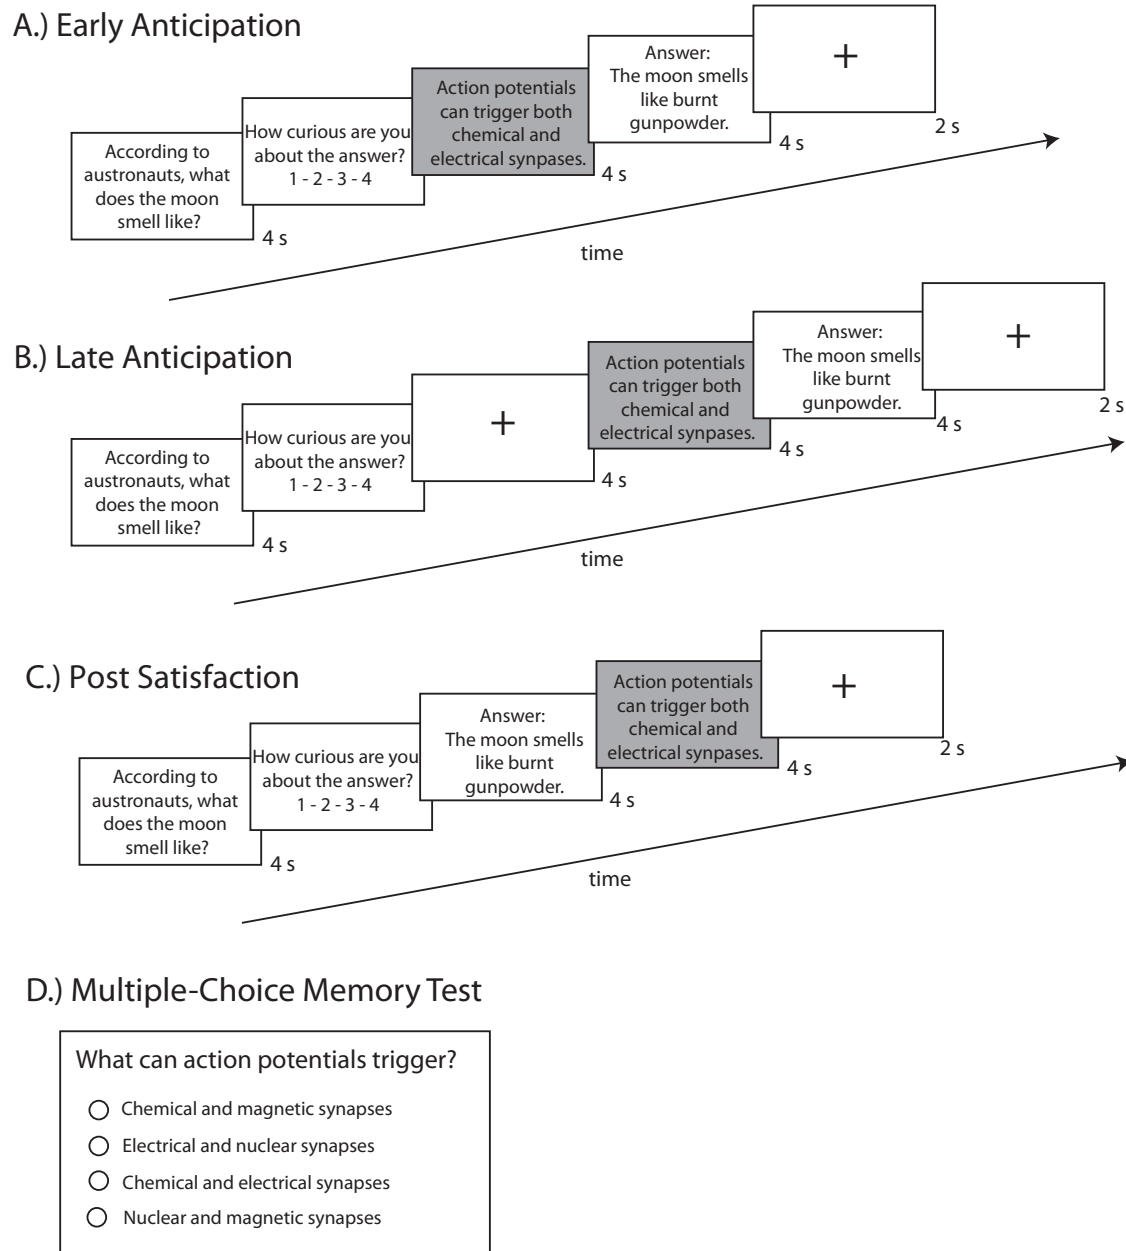 A.) Early Anticipation
According to
austronauts, what
does the moon
smell like?
4 s
How curious are you
about the answer?
1 - 2 - 3 - 4
Action potentials
can trigger both
chemical and
electrical synpases.
4 s
Answer:
The moon smells
like burnt
gunpowder.
4 s
+
2 s
time
B.) Late Anticipation
According to
austronauts, what
does the moon
smell like?
4 s
How curious are you
about the answer?
1 - 2 - 3 - 4
+
4 s
Action potentials
can trigger both
chemical and
electrical synpases.
4 s
Answer:
The moon smells
like burnt
gunpowder.
4 s
+
2 s
time
C.) Post Satisfaction
According to
austronauts, what
does the moon
smell like?
4 s
How curious are you
about the answer?
1 - 2 - 3 - 4
Answer:
The moon smells
like burnt
gunpowder.
4 s
Action potentials
can trigger both
chemical and
electrical synpases.
4 s
+
2 s
time
D.) Multiple-Choice Memory Test
What can action potentials trigger?
Chemical and magnetic synapses
Electrical and nuclear synapses
Chemical and electrical synapses
Nuclear and magnetic synapses